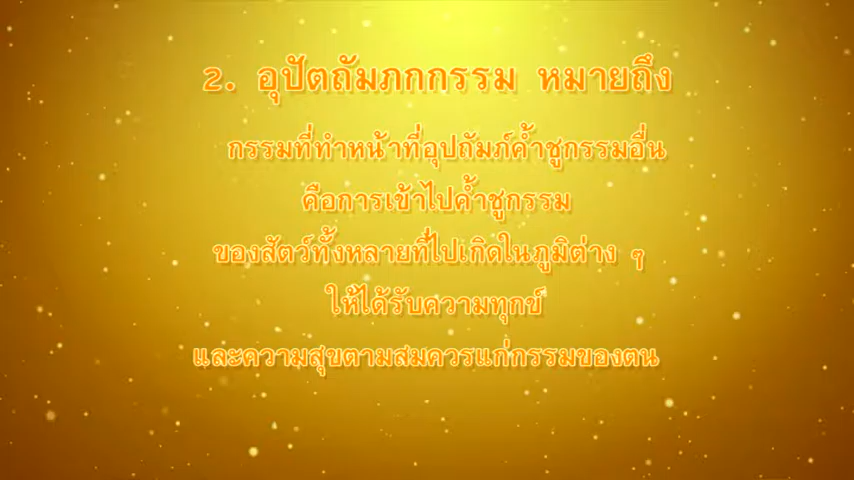 2. อุปัตถัมภกกรรม หมายถึง
กรรมที่ทำหน้าที่อุปถัมภ์ค้ำชูกรรมอื่น
คือการเข้าไปค้ำชูกรรม
ของสัตว์ทั้งหลายที่ไปเกิดในภูมิต่าง ๆ
ให้ได้รับความทุกข์
และความสุขตามสมควรแก่กรรมของตน